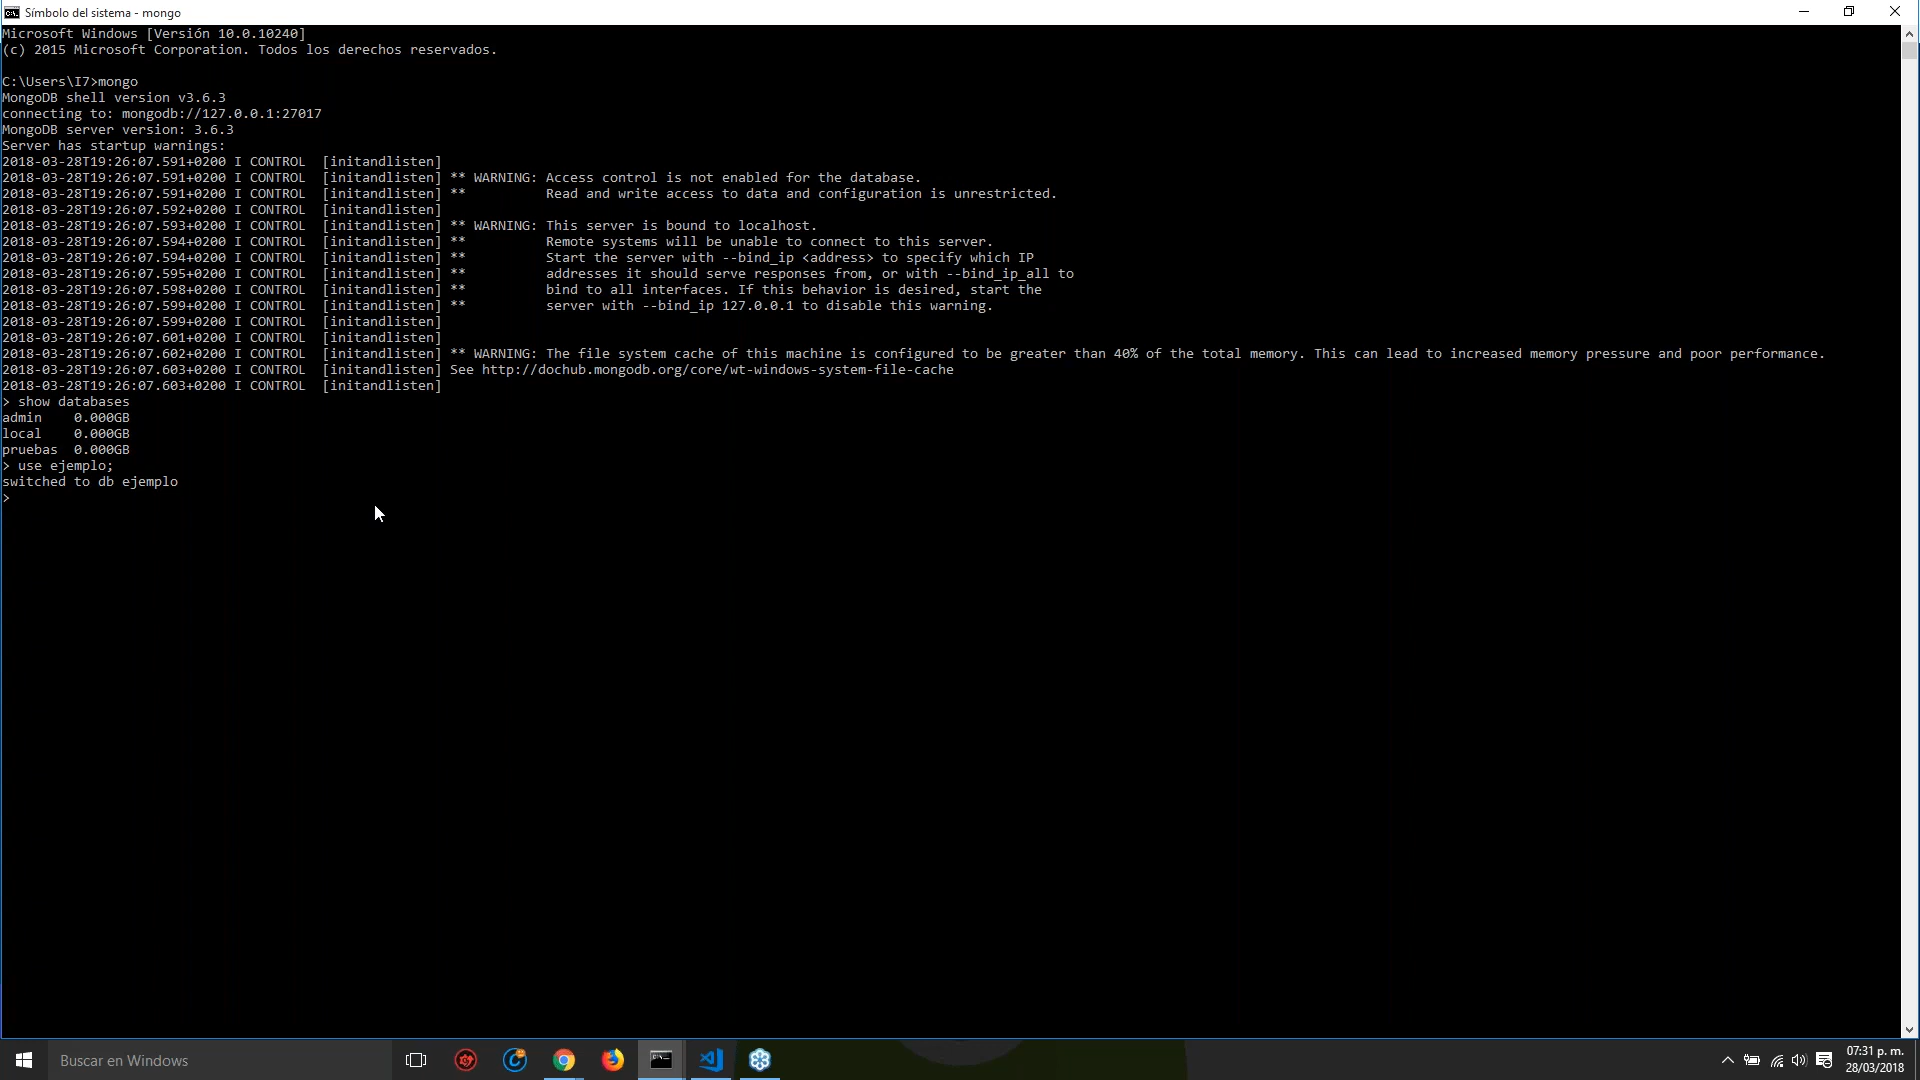 Símbolo del sistema - mongo
Microsoft Windows [Versión 10.0.10240]
(c) 2015 Microsoft Corporation. Todos los derechos reservados.
C:\Users\I7>mongo
MongoDB shell version v3.6.3
connecting to: mongodb://127.0.0.1:27017
MongoDB server version: 3.6.3
Server has startup warnings:
2018-03-28T19:26:07.591+0200 I CONTROL  [initandlisten]
2018-03-28T19:26:07.591+0200 I CONTROL  [initandlisten] ** WARNING: Access control is not enabled for the database.
2018-03-28T19:26:07.591+0200 I CONTROL  [initandlisten] **          Read and write access to data and configuration is unrestricted.
2018-03-28T19:26:07.592+0200 I CONTROL  [initandlisten]
2018-03-28T19:26:07.593+0200 I CONTROL  [initandlisten] ** WARNING: This server is bound to localhost.
2018-03-28T19:26:07.594+0200 I CONTROL  [initandlisten] **          Remote systems will be unable to connect to this server.
2018-03-28T19:26:07.594+0200 I CONTROL  [initandlisten] **          Start the server with --bind_ip <address> to specify which IP
2018-03-28T19:26:07.595+0200 I CONTROL  [initandlisten] **          addresses it should serve responses from, or with --bind_ip_all to
2018-03-28T19:26:07.598+0200 I CONTROL  [initandlisten] **          bind to all interfaces. If this behavior is desired, start the
2018-03-28T19:26:07.599+0200 I CONTROL  [initandlisten] **          server with --bind_ip 127.0.0.1 to disable this warning.
2018-03-28T19:26:07.599+0200 I CONTROL  [initandlisten]
2018-03-28T19:26:07.601+0200 I CONTROL  [initandlisten]
2018-03-28T19:26:07.602+0200 I CONTROL  [initandlisten] ** WARNING: The file system cache of this machine is configured to be greater than 40% of the total memory. This can lead to increased memory pressure and poor performance.
2018-03-28T19:26:07.603+0200 I CONTROL  [initandlisten] See http://dochub.mongodb.org/core/wt-windows-system-file-cache
2018-03-28T19:26:07.603+0200 I CONTROL  [initandlisten]
> show databases
admin    0.000GB
local    0.000GB
pruebas  0.000GB
> use ejemplo;
switched to db ejemplo
>
Buscar en Windows
07:31 p. m.
28/03/2018